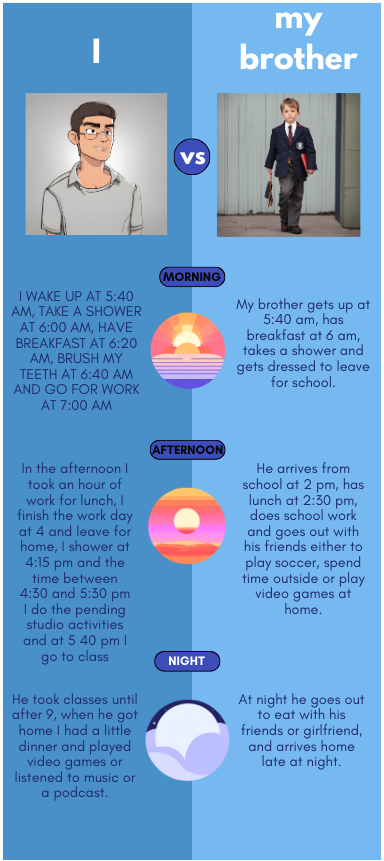 I
my
brother
vs
MORNING
I WAKE UP AT 5:40
AM, TAKE A SHOWER
AT 6:00 AM, HAVE
BREAKFAST AT 6:20
AM, BRUSH MY
TEETH AT 6:40 AM
AND GO FOR WORK
AT 7:00 AM
My brother gets up at
5:40 am, has
breakfast at 6 am,
takes a shower and
gets dressed to leave
for school.
AFTERNOON
In the afternoon I
took an hour of
work for lunch, I
finish the work day
at 4 and leave for
home, I shower at
4:15 pm and the
time between
4:30 and 5:30 pm
I do the pending
studio activities
and at 5 40 pm I
go to class
He arrives from
school at 2 pm, has
lunch at 2:30 pm,
does school work
and goes out with
his friends either to
play soccer, spend
time outside or play
video games at
home.
NIGHT
He took classes until
after 9, when he got
home I had a little
dinner and played
video games or
listened to music or
a podcast.
At night he goes out
to eat with his
friends or girlfriend,
and arrives home
late at night.